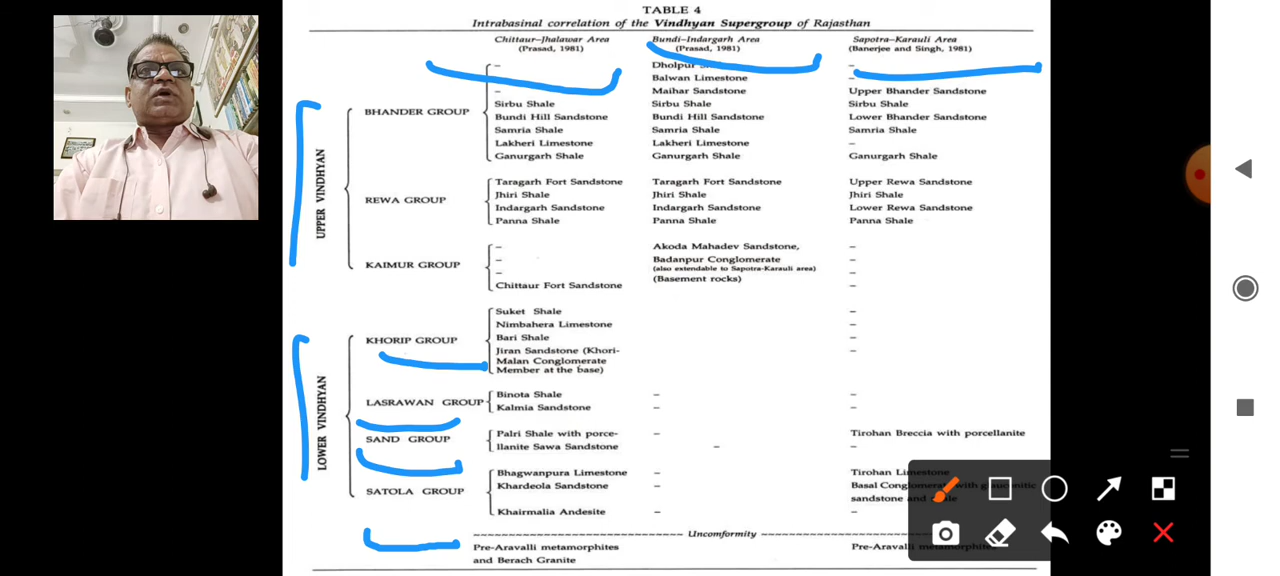 TABLE 4
Intrabasinal correlation of the Vindhyan Supergroup of Rajasthan
Chittaur-Jhalawar Area Bundi-Indargarh Area Sapotra-Karauli Area
(Prasad, 1981) (Prasad, 1981) (Banerjee and Singh, 1981)
– Dholpur –
Balwan Limestone –
– Maihar Sandstone Upper Bhander Sandstone
Sirbu Shale Sirbu Shale Sirbu Shale
BHANDER GROUP Bundi Hill Sandstone Bundi Hill Sandstone Lower Bhander Sandstone
Samria Shale Samria Shale Samria Shale
Lakheri Limestone Lakheri Limestone –
Ganurgarh Shale Ganurgarh Shale Ganurgarh Shale
UPPER VINDHYAN
Taragarh Fort Sandstone Taragarh Fort Sandstone Upper Rewa Sandstone
REWA GROUP Jhiri Shale Jhiri Shale Jhiri Shale
Indargarh Sandstone Indargarh Sandstone Lower Rewa Sandstone
Panna Shale Panna Shale Panna Shale
– Akoda Mahadev Sandstone, –
KAIMUR GROUP – Badanpur Conglomerate –
– (also extendable to Sapotra-Karauli area) –
(Basement rocks)
Chittaur Fort Sandstone –
Suket Shale –
Nimbahera Limestone –
KHORIP GROUP Bari Shale –
Jiran Sandstone (Khori- –
Malan Conglomerate
Member at the base)
LOWER VINDHYAN
LASRAWAN GROUP Binota Shale – –
Kalmia Sandstone – –
SAND GROUP Palri Shale with porce- – Tirohan Breccia with porcellanite
llanite Sawa Sandstone – –
Bhagwanpura Limestone – Tirohan Limestone
SATOLA GROUP Khardeola Sandstone – Basal Conglomerate with glauconitic
sandstone and
Khairmalia Andesite – –
Uncomformity
Pre-Aravalli metamorphites Pre-Aravalli metamorphites
and Berach Granite